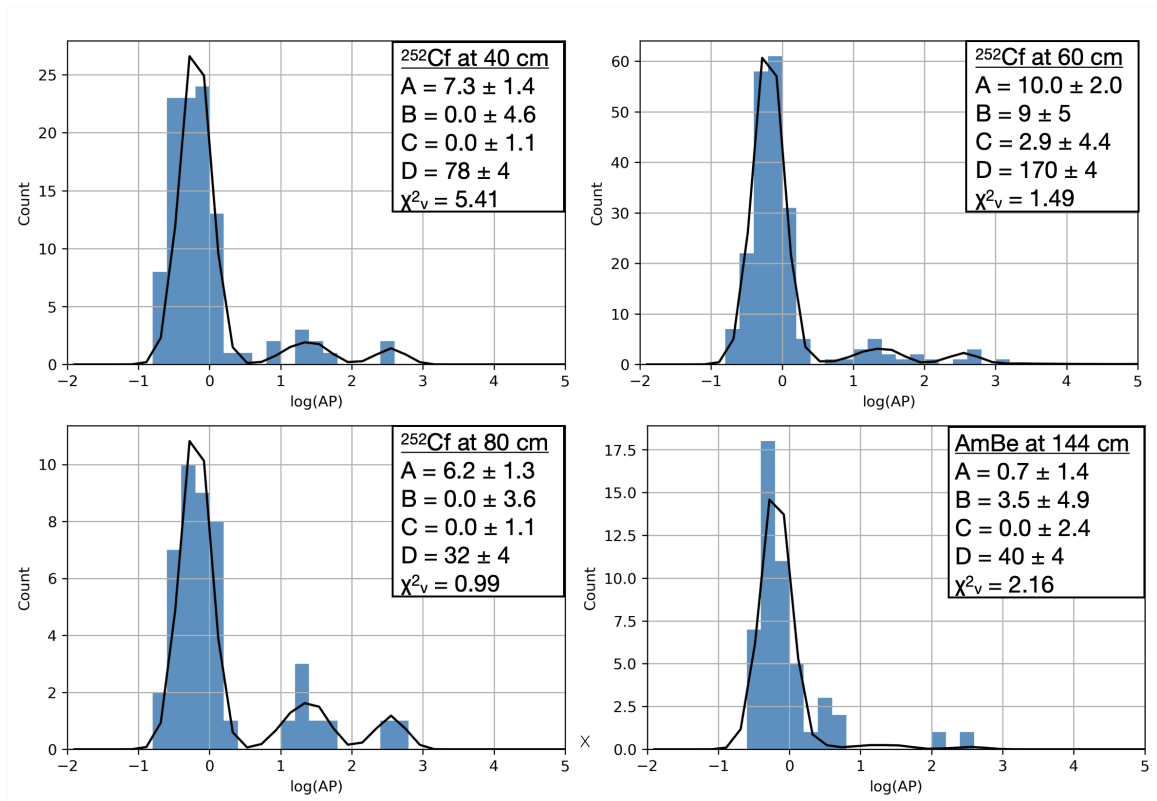 ²⁵²Cf at 40 cm
A = 7.3 ± 1.4
B = 0.0 ± 4.6
C = 0.0 ± 1.1
D = 78 ± 4
χ²ᵥ = 5.41
Count
25
20
15
10
5
0
−2 −1 0 1 2 3 4 5
log(AP)
²⁵²Cf at 60 cm
A = 10.0 ± 2.0
B = 9 ± 5
C = 2.9 ± 4.4
D = 170 ± 4
χ²ᵥ = 1.49
Count
60
50
40
30
20
10
0
−2 −1 0 1 2 3 4 5
log(AP)
²⁵²Cf at 80 cm
A = 6.2 ± 1.3
B = 0.0 ± 3.6
C = 0.0 ± 1.1
D = 32 ± 4
χ²ᵥ = 0.99
Count
10
8
6
4
2
0
−2 −1 0 1 2 3 4 5
log(AP)
AmBe at 144 cm
A = 0.7 ± 1.4
B = 3.5 ± 4.9
C = 0.0 ± 2.4
D = 40 ± 4
χ²ᵥ = 2.16
Count
17.5
15.0
12.5
10.0
7.5
5.0
2.5
0.0
X
−2 −1 0 1 2 3 4 5
log(AP)